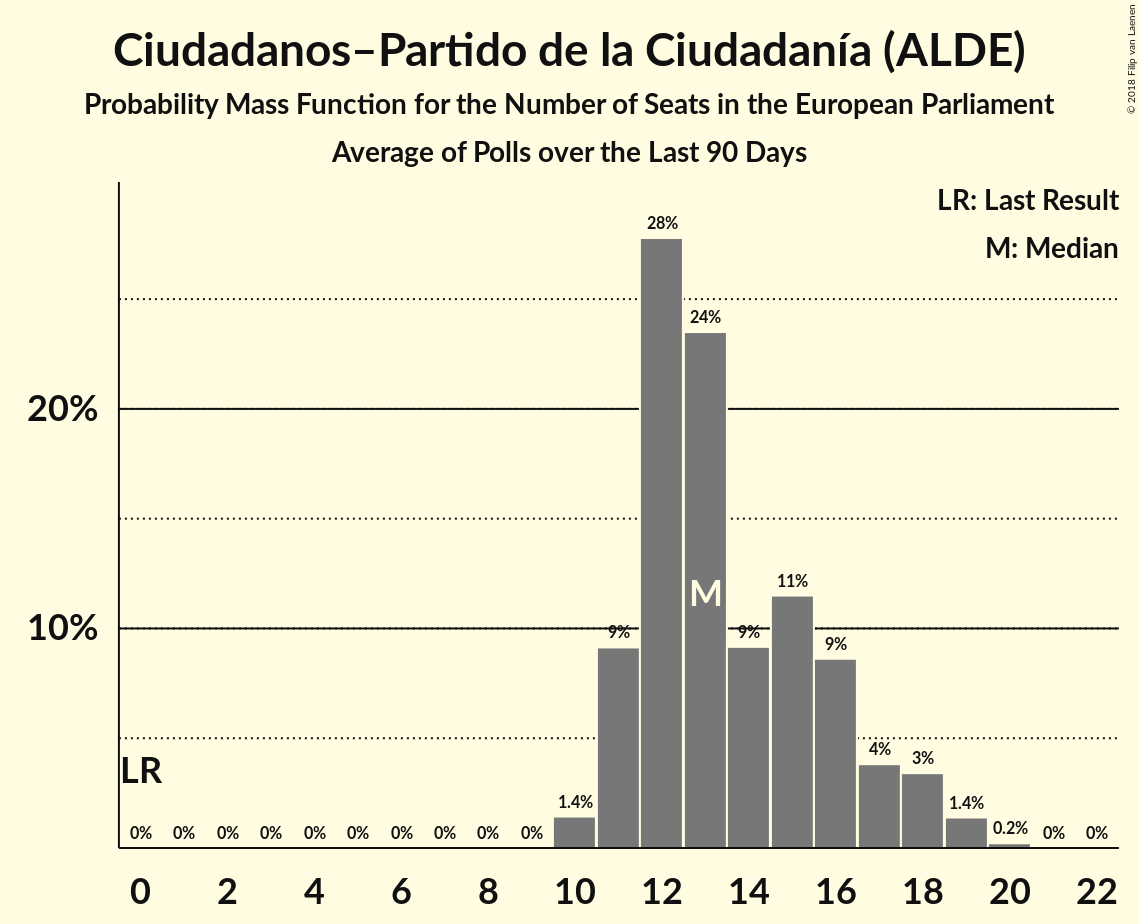 Ciudadanos–Partido de la Ciudadanía (ALDE)
Probability Mass Function for the Number of Seats in the European Parliament
Average of Polls over the Last 90 Days
© 2018 Filip van Laenen
LR: Last Result
M: Median
28%
24%
20%
11%
M
10%
9%
9%
9%
4%
3%
LR
1.4%
1.4%
0.2%
0% 0% 0% 0% 0% 0% 0% 0% 0% 0% 0% 0%
0 2 4 6 8 10 12 14 16 18 20 22